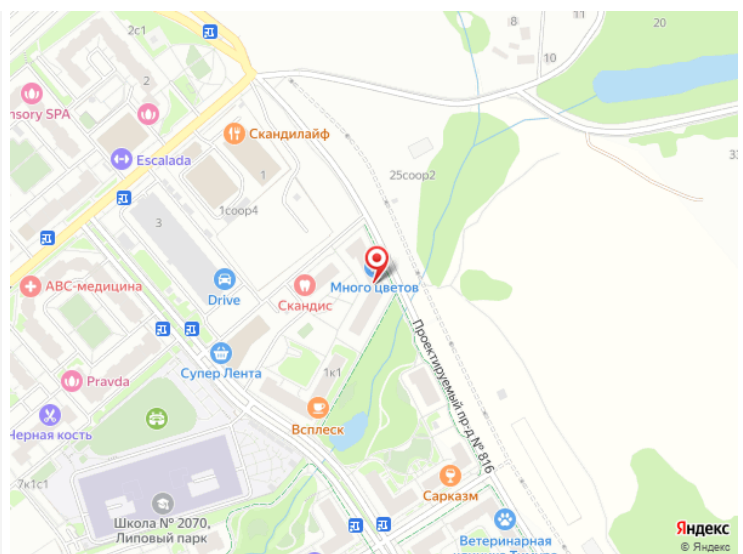 2с1
8
11
20
10
2
nsory SPA
Скандилайф
Escalada
33
1
25соор2
1соор4
3
АВС-медицина
Drive
Скандис
Много цветов
Проектируемый пр-д № 816
Супер Лента
1к1
Pravda
Всплеск
Черная кость
7к1с1
Сарказм
Школа № 2070,
Липовый парк
Ветеринарная
Яндекс
© Яндекс